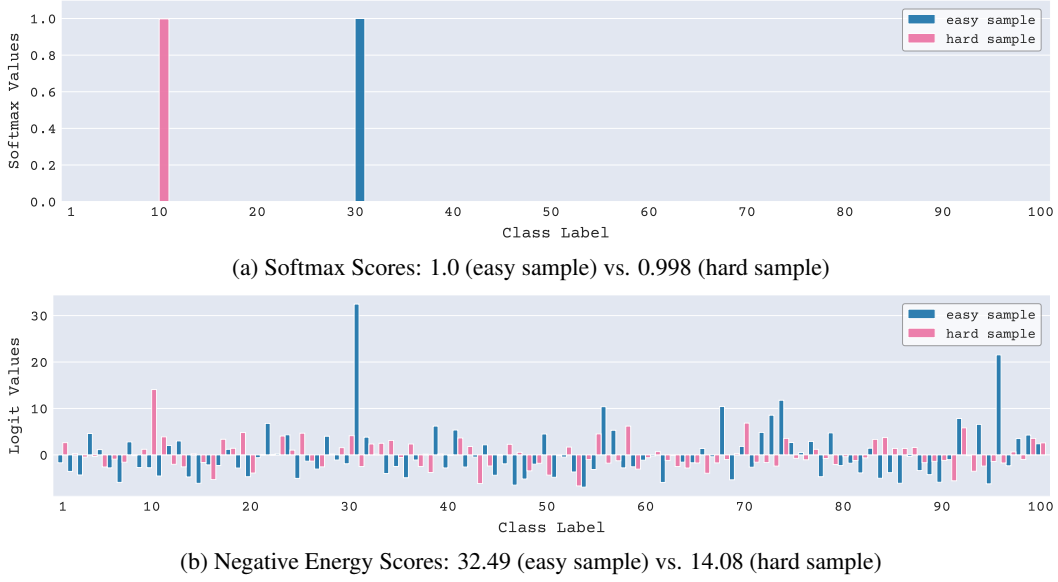 1.0
0.8
0.6
0.4
0.2
0.0
Softmax Values
easy sample
hard sample
1 10 20 30 40 50 60 70 80 90 100
Class Label
(a) Softmax Scores: 1.0 (easy sample) vs. 0.998 (hard sample)
30
20
10
0
Logit Values
easy sample
hard sample
1 10 20 30 40 50 60 70 80 90 100
Class Label
(b) Negative Energy Scores: 32.49 (easy sample) vs. 14.08 (hard sample)